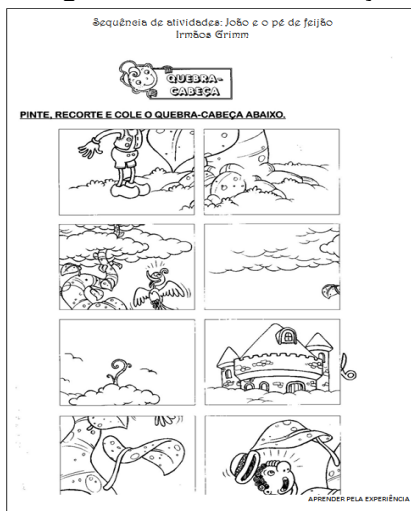 Sequência de atividades: João e o pé de feijão
Irmãos Grimm
QUEBRA-
CABEÇA
PINTE, RECORTE E COLE O QUEBRA-CABEÇA ABAIXO.
APRENDER PELA EXPERIÊNCIA